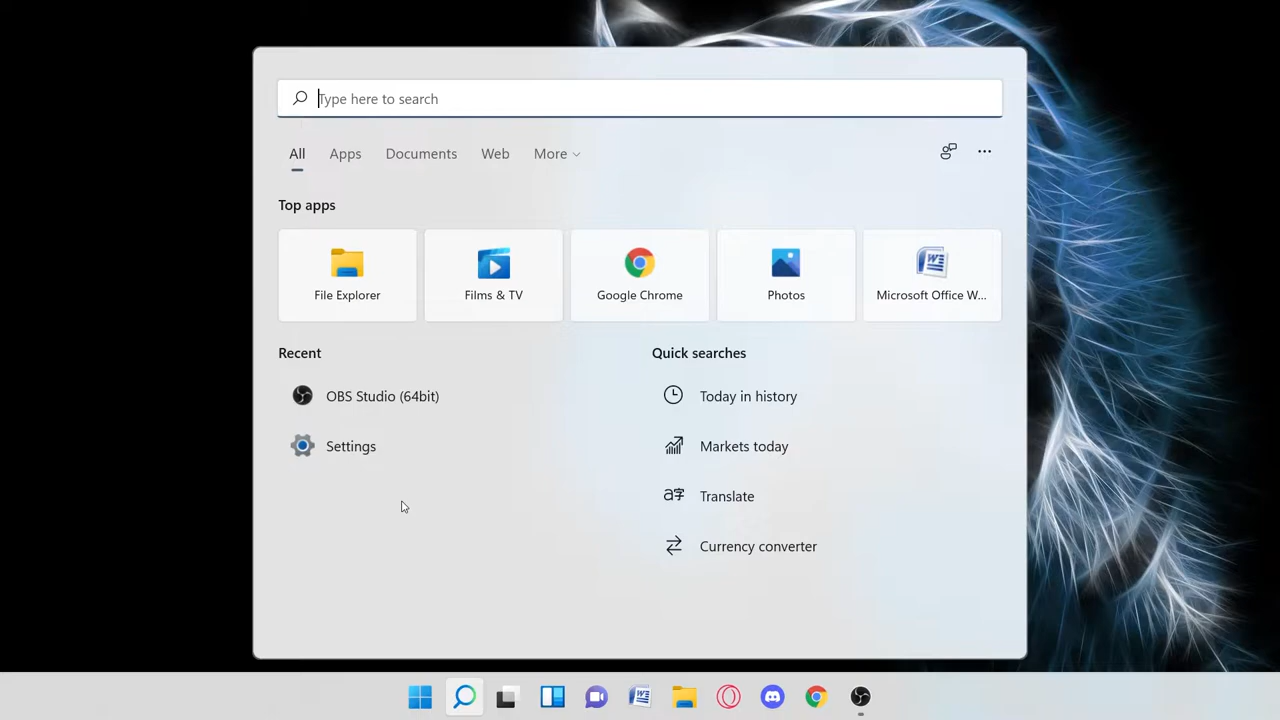 Type here to search
All Apps Documents Web More
Top apps
File Explorer Films & TV Google Chrome Photos Microsoft Office W...
Recent Quick searches
OBS Studio (64bit) Today in history
Settings Markets today
Translate
Currency converter